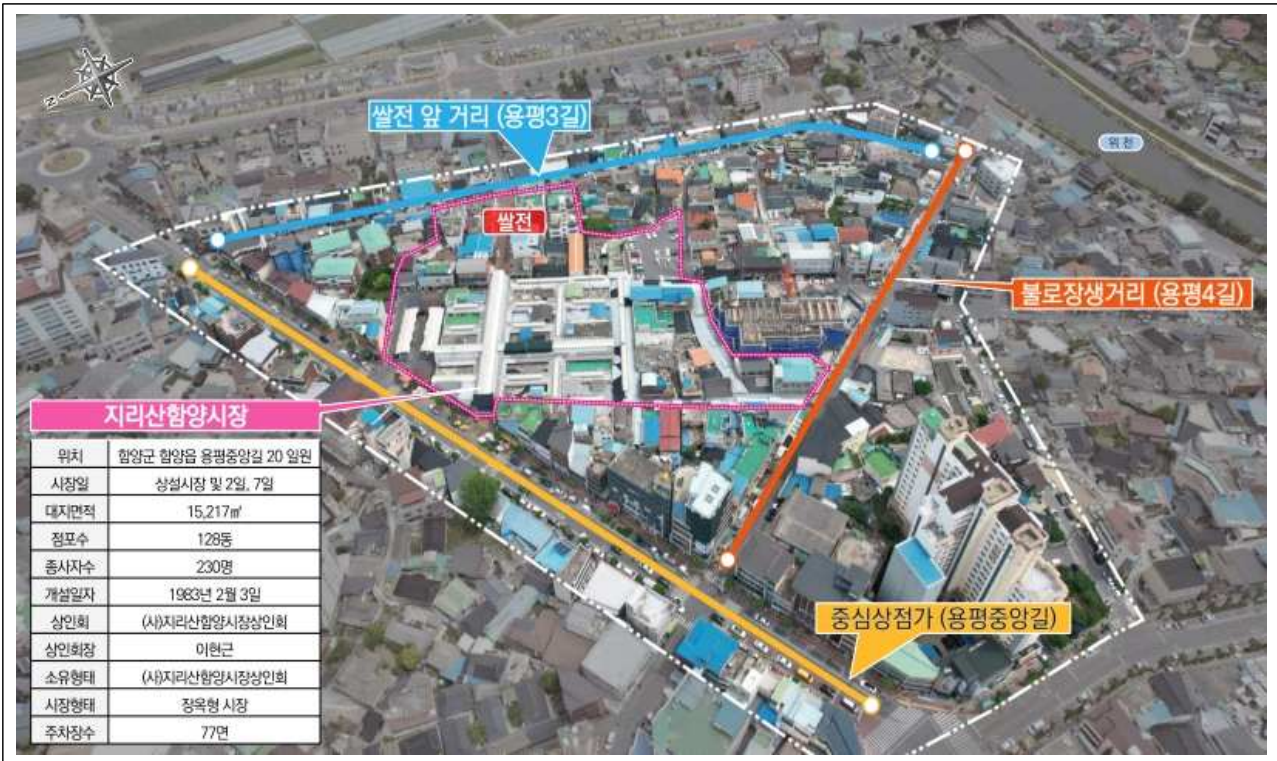 N
쌀전 앞 거리 (용평3길)
위천
쌀전
불로장생거리 (용평4길)
지리산함양시장
위치 함양군 함양읍 용평중앙길 20 일원
시장일 상설시장 및 2일, 7일
대지면적 15,217㎡
점포수 128동
종사자수 230명
개설일자 1983년 2월 3일
상인회 (사)지리산함양시장상인회
상인회장 이현근
소유형태 (사)지리산함양시장상인회
시장형태 장옥형 시장
주차장수 77면
중심상점가 (용평중앙길)